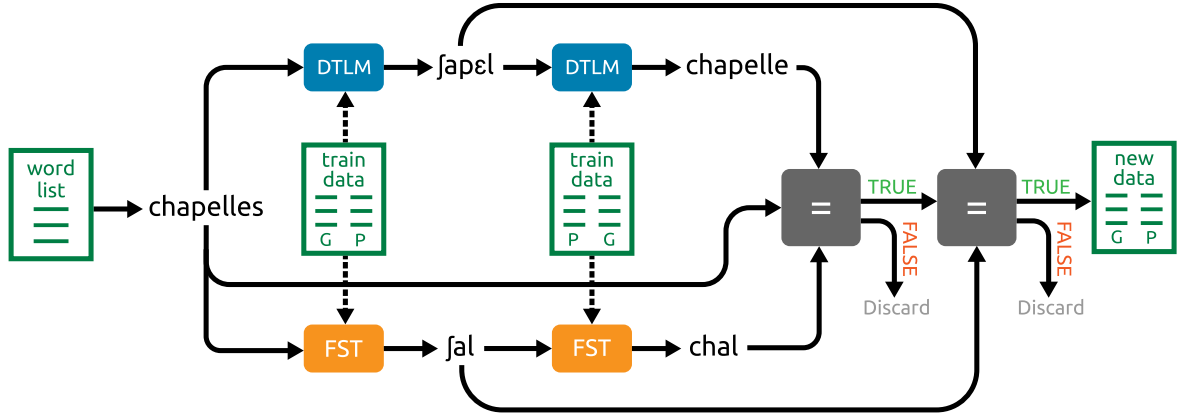 word
list
chapelles
DTLM
ʃapɛl
DTLM
chapelle
train
data
G P
train
data
P G
FST
ʃal
FST
chal
=
TRUE
FALSE
Discard
=
TRUE
FALSE
Discard
new
data
G P